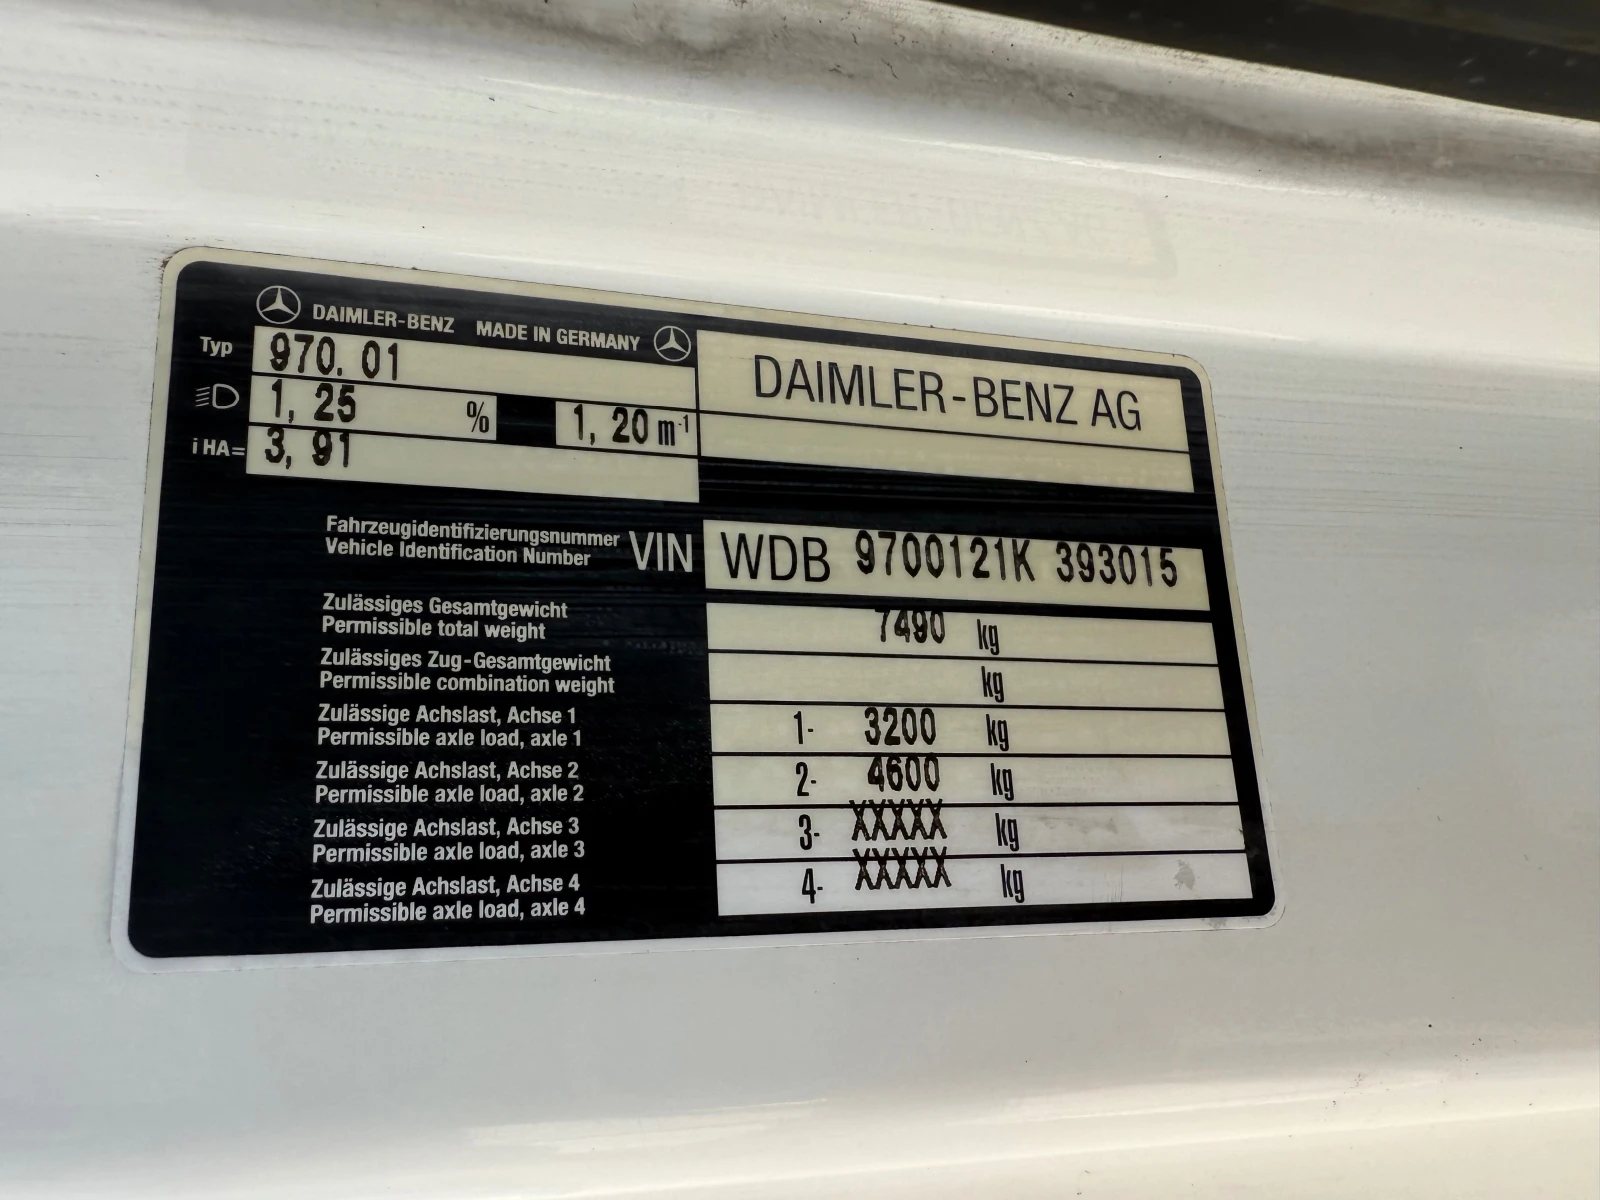 DAIMLER-BENZ MADE IN GERMANY
Typ 970.01
1,25 % 1,20 m-1
i HA= 3,91
DAIMLER-BENZ AG
Fahrzeugidentifizierungsnummer
Vehicle Identification Number
VIN WDB 9700121K 393015
Zulässiges Gesamtgewicht
Permissible total weight
7490 kg
Zulässiges Zug-Gesamtgewicht
Permissible combination weight
kg
Zulässige Achslast, Achse 1
Permissible axle load, axle 1
1- 3200 kg
Zulässige Achslast, Achse 2
Permissible axle load, axle 2
2- 4600 kg
Zulässige Achslast, Achse 3
Permissible axle load, axle 3
3- XXXXX kg
Zulässige Achslast, Achse 4
Permissible axle load, axle 4
4- XXXXX kg